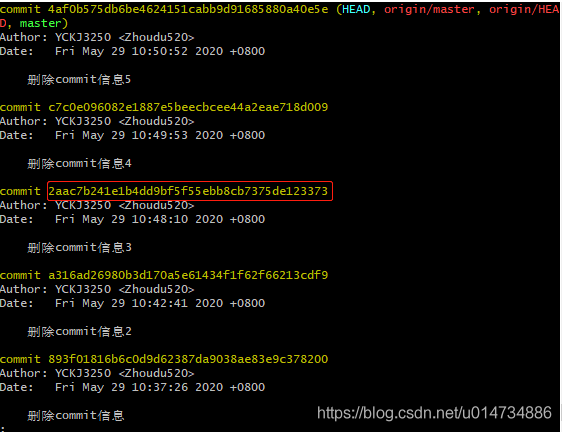 commit 4af0b575db6be4624151cabb9d91685880a40e5e (HEAD, origin/master, origin/HEA
D, master)
Author: YCKJ3250 <Zhoudu520>
Date:   Fri May 29 10:50:52 2020 +0800
    删除commit信息5
commit c7c0e096082e1887e5beecbcee44a2eae718d009
Author: YCKJ3250 <Zhoudu520>
Date:   Fri May 29 10:49:53 2020 +0800
    删除commit信息4
commit 2aac7b241e1b4dd9bf5f55ebb8cb7375de123373
Author: YCKJ3250 <Zhoudu520>
Date:   Fri May 29 10:48:10 2020 +0800
    删除commit信息3
commit a316ad26980b3d170a5e61434f1f62f66213cdf9
Author: YCKJ3250 <Zhoudu520>
Date:   Fri May 29 10:42:41 2020 +0800
    删除commit信息2
commit 893f01816b6c0d9d62387da9038ae83e9c378200
Author: YCKJ3250 <Zhoudu520>
Date:   Fri May 29 10:37:26 2020 +0800
    删除commit信息
:
https://blog.csdn.net/u014734886